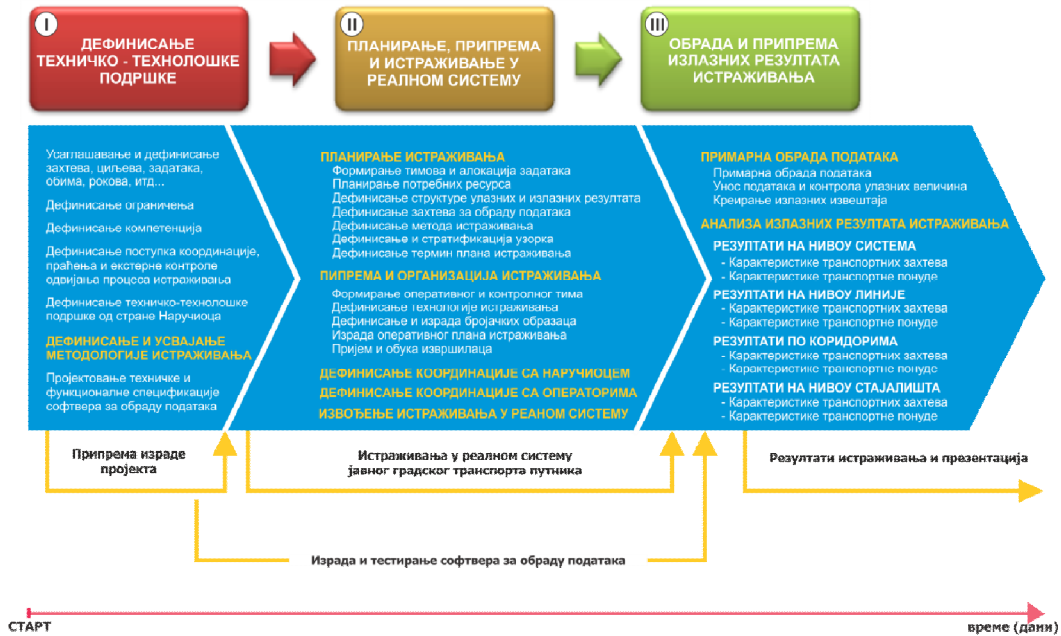 I
ДЕФИНИСАЊЕ
ТЕХНИЧКО - ТЕХНОЛОШКЕ
ПОДРШКЕ
II
ПЛАНИРАЊЕ, ПРИПРЕМА
И ИСТРАЖИВАЊЕ У
РЕАЛНОМ СИСТЕМУ
III
ОБРАДА И ПРИПРЕМА
ИЗЛАЗНИХ РЕЗУЛТАТА
ИСТРАЖИВАЊА
Усаглашавање и дефинисање
захтева, циљева, задатака,
обима, рокова, итд...
Дефинисање ограничења
Дефинисање компетенција
Дефинисање поступка координације,
праћења и екстерне контроле
одвијања процеса истраживања
Дефинисање техничко-технолошке
подршке од стране Наручиоца
ДЕФИНИСАЊЕ И УСВАЈАЊЕ
МЕТОДОЛОГИЈЕ ИСТРАЖИВАЊА
Пројектовање техничке и
функционалне спецификације
софтвера за обраду података
ПЛАНИРАЊЕ ИСТРАЖИВАЊА
Формирање тимова и алокација задатака
Планирање потребних ресурса
Дефинисање структуре улазних и излазних резултата
Дефинисање захтева за обраду података
Дефинисање метода истраживања
Дефинисање и стратификација узорка
Дефинисање термин плана истраживања
ПИПРЕМА И ОРГАНИЗАЦИЈА ИСТРАЖИВАЊА
Формирање оперативног и контролног тима
Дефинисање технологије истраживања
Дефинисање и израда бројачких образаца
Израда оперативног плана истраживања
Пријем и обука извршилаца
ДЕФИНИСАЊЕ КООРДИНАЦИЈЕ СА НАРУЧИОЦЕМ
ДЕФИНИСАЊЕ КООРДИНАЦИЈЕ СА ОПЕРАТОРИМА
ИЗВОЂЕЊЕ ИСТРАЖИВАЊА У РЕАНОМ СИСТЕМУ
ПРИМАРНА ОБРАДА ПОДАТАКА
Примарна обрада података
Унос података и контрола улазних величина
Креирање излазних извештаја
АНАЛИЗА ИЗЛАЗНИХ РЕЗУЛТАТА ИСТРАЖИВАЊА
РЕЗУЛТАТИ НА НИВОУ СИСТЕМА
- Карактеристике транспортних захтева
- Карактеристике транспортне понуде
РЕЗУЛТАТИ НА НИВОУ ЛИНИЈЕ
- Карактеристике транспортних захтева
- Карактеристике транспортне понуде
РЕЗУЛТАТИ ПО КОРИДОРИМА
- Карактеристике транспортних захтева
- Карактеристике транспортне понуде
РЕЗУЛТАТИ НА НИВОУ СТАЈАЛИШТА
- Карактеристике транспортних захтева
- Карактеристике транспортне понуде
Припрема израде
пројекта
Истраживања у реалном систему
јавног градског транспорта путника
Резултати истраживања и презентација
Израда и тестирање софтвера за обраду података
СТАРТ
време (дани)